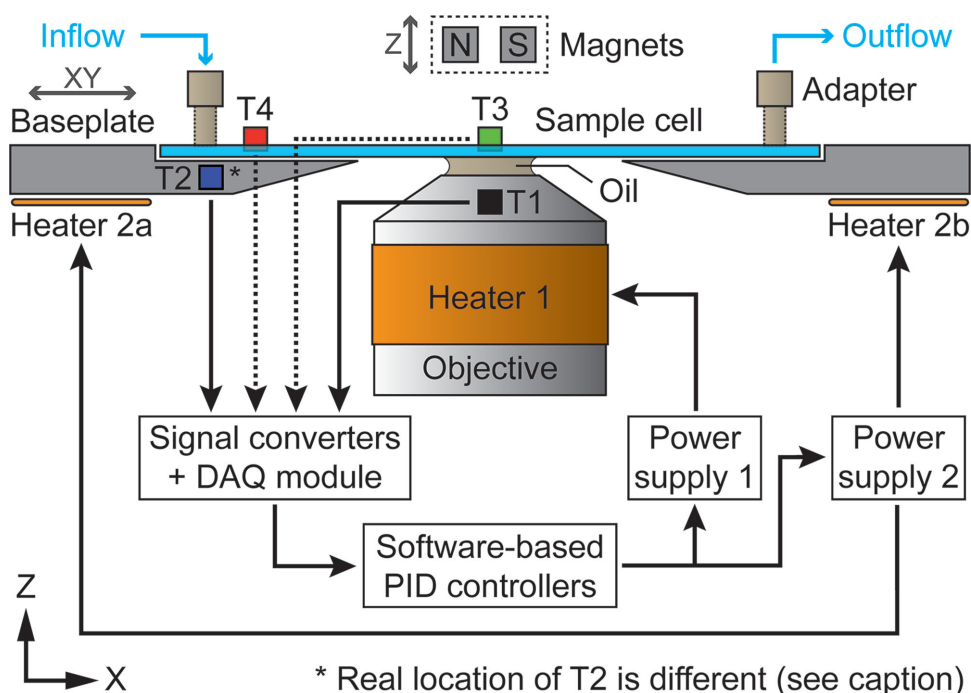 Inflow
Z
N
S
Magnets
Outflow
XY
Baseplate
T4
T3
Sample cell
Adapter
T2
*
Oil
T1
Heater 2a
Heater 2b
Heater 1
Objective
Signal converters
+ DAQ module
Power
supply 1
Power
supply 2
Software-based
PID controllers
Z
X
* Real location of T2 is different (see caption)